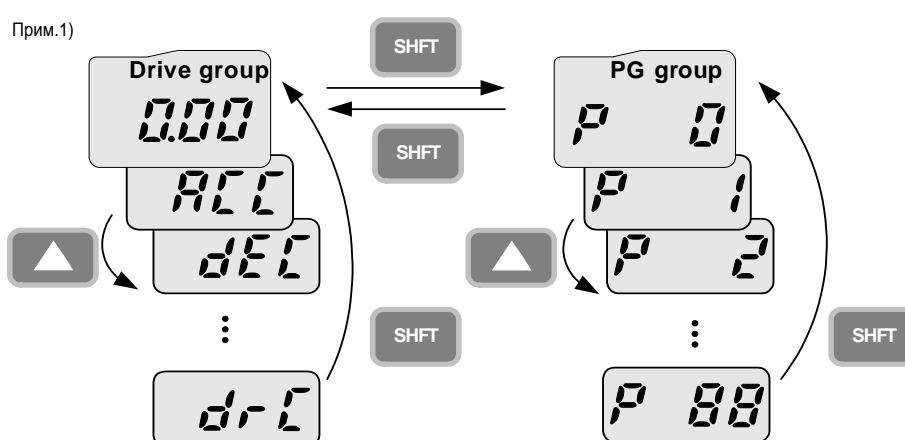 Прим.1)
SHFT
Drive group
PG group
0.00
P 0
SHFT
ACC
P 1
dEC
P 2
SHFT
SHFT
drC
P 88